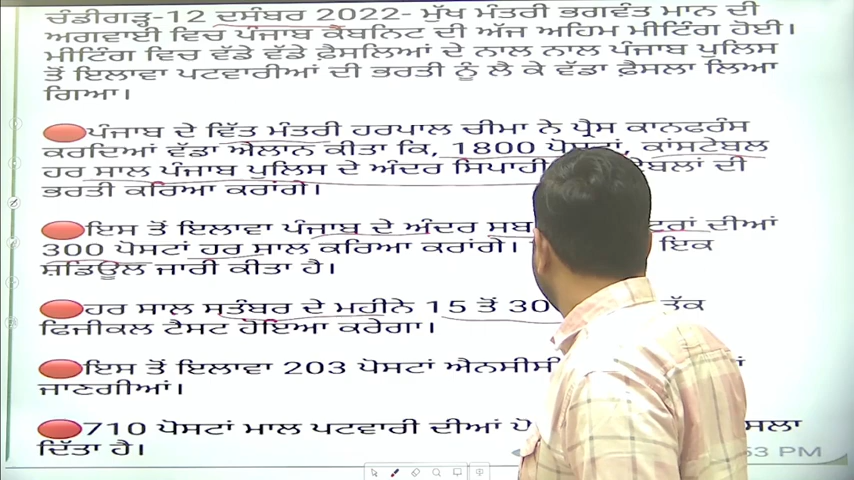 ਚੰਡੀਗੜ੍ਹ-12 ਦਸੰਬਰ 2022- ਮੁੱਖ ਮੰਤਰੀ ਭਗਵੰਤ ਮਾਨ ਦੀ
ਅਗਵਾਈ ਵਿਚ ਪੰਜਾਬ ਕੈਬਨਿਟ ਦੀ ਅੱਜ ਅਹਿਮ ਮੀਟਿੰਗ ਹੋਈ।
ਮੀਟਿੰਗ ਵਿਚ ਵੱਡੇ ਵੱਡੇ ਫ਼ੈਸਲਿਆਂ ਦੇ ਨਾਲ ਨਾਲ ਪੰਜਾਬ ਪੁਲਿਸ
ਤੋਂ ਇਲਾਵਾ ਪਟਵਾਰੀਆਂ ਦੀ ਭਰਤੀ ਨੂੰ ਲੈ ਕੇ ਵੱਡਾ ਫ਼ੈਸਲਾ ਲਿਆ
ਗਿਆ।
ਪੰਜਾਬ ਦੇ ਵਿੱਤ ਮੰਤਰੀ ਹਰਪਾਲ ਚੀਮਾ ਨੇ ਪ੍ਰੈਸ ਕਾਨਫਰੰਸ
ਕਰਦਿਆਂ ਵੱਡਾ ਐਲਾਨ ਕੀਤਾ ਕਿ, 1800 ਪੋਸਟਾਂ, ਕਾਂਸਟੇਬਲ
ਹਰ ਸਾਲ ਪੰਜਾਬ ਪੁਲਿਸ ਦੇ ਅੰਦਰ ਦੀ
ਭਰਤੀ ਕਰਿਆ ਕਰਾਂਗੇ।
ਇਸ ਤੋਂ ਇਲਾਵਾ ਪੰਜਾਬ ਦੇ ਅੰਦਰ ਦੀਆਂ
300 ਪੋਸਟਾਂ ਹਰ ਸਾਲ ਕਰਿਆ ਕਰਾਂਗੇ। ਇਕ
ਸ਼ਡਿਊਲ ਜਾਰੀ ਕੀਤਾ ਹੈ।
ਹਰ ਸਾਲ ਸਤੰਬਰ ਦੇ ਮਹੀਨੇ 15 ਤੋਂ 30 ਤੱਕ
ਫਿਜੀਕਲ ਟੈਸਟ ਹੋਇਆ ਕਰੇਗਾ।
ਇਸ ਤੋਂ ਇਲਾਵਾ 203 ਪੋਸਟਾਂ
ਜਾਣਗੀਆਂ।
710 ਪੋਸਟਾਂ ਮਾਲ ਪਟਵਾਰੀ ਦੀਆਂ
ਦਿੱਤਾ ਹੈ। PM